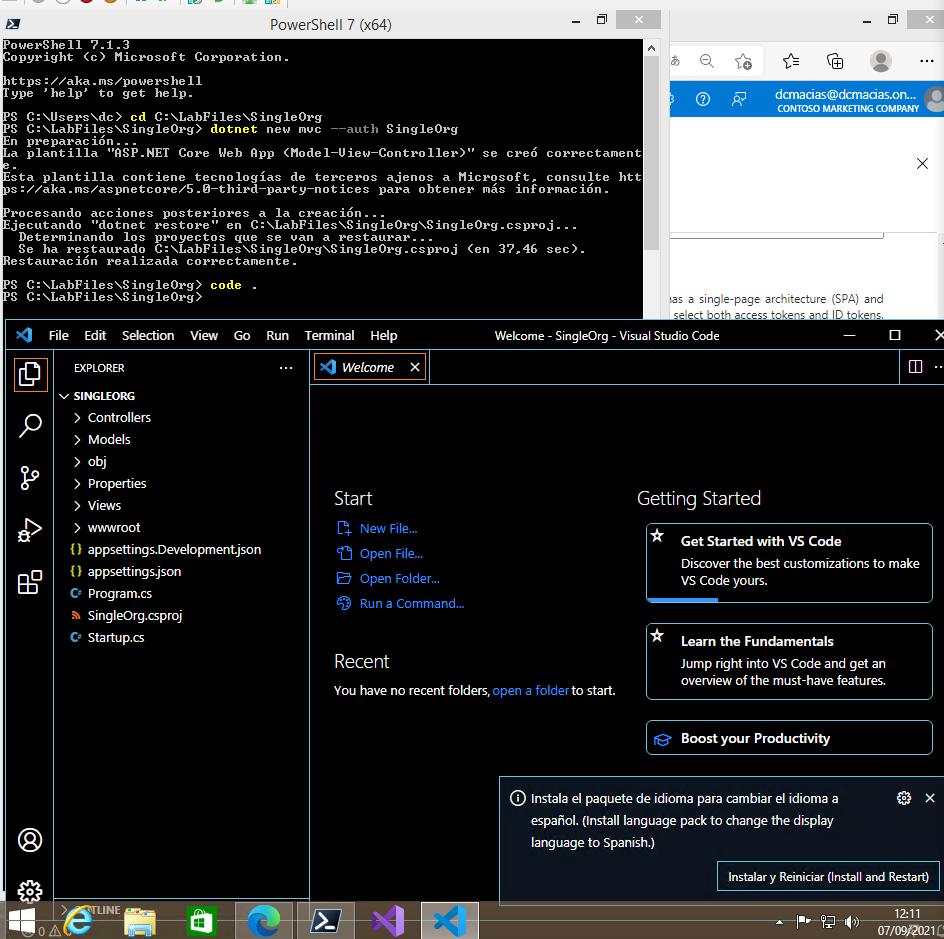 PowerShell 7 (x64)
PowerShell 7.1.3
Copyright (c) Microsoft Corporation.
https://aka.ms/powershell
Type 'help' to get help.
PS C:\Users\dc> cd C:\LabFiles\SingleOrg
PS C:\LabFiles\SingleOrg> dotnet new mvc --auth SingleOrg
En preparación...
La plantilla "ASP.NET Core Web App (Model-View-Controller)" se creó correctament
e.
Esta plantilla contiene tecnologías de terceros ajenos a Microsoft, consulte htt
ps://aka.ms/aspnetcore/5.0-third-party-notices para obtener más información.
Procesando acciones posteriores a la creación...
Ejecutando "dotnet restore" en C:\LabFiles\SingleOrg\SingleOrg.csproj...
Determinando los proyectos que se van a restaurar...
Se ha restaurado C:\LabFiles\SingleOrg\SingleOrg.csproj (en 37,46 sec).
Restauración realizada correctamente.
PS C:\LabFiles\SingleOrg> code .
PS C:\LabFiles\SingleOrg>
dcmacias@dcmacias.on...
CONTOSO MARKETING COMPANY
has a single-page architecture (SPA) and
select both access tokens and ID tokens.
File Edit Selection View Go Run Terminal Help
Welcome - SingleOrg - Visual Studio Code
EXPLORER
Welcome
SINGLEORG
Controllers
Models
obj
Properties
Views
wwwroot
appsettings.Development.json
appsettings.json
Program.cs
SingleOrg.csproj
Startup.cs
OUTLINE
Start
New File...
Open File...
Open Folder...
Run a Command...
Recent
You have no recent folders, open a folder to start.
Getting Started
Get Started with VS Code
Discover the best customizations to make
VS Code yours.
Learn the Fundamentals
Jump right into VS Code and get an
overview of the must-have features.
Boost your Productivity
Instala el paquete de idioma para cambiar el idioma a
español. (Install language pack to change the display
language to Spanish.)
Instalar y Reiniciar (Install and Restart)
12:11
07/09/2021